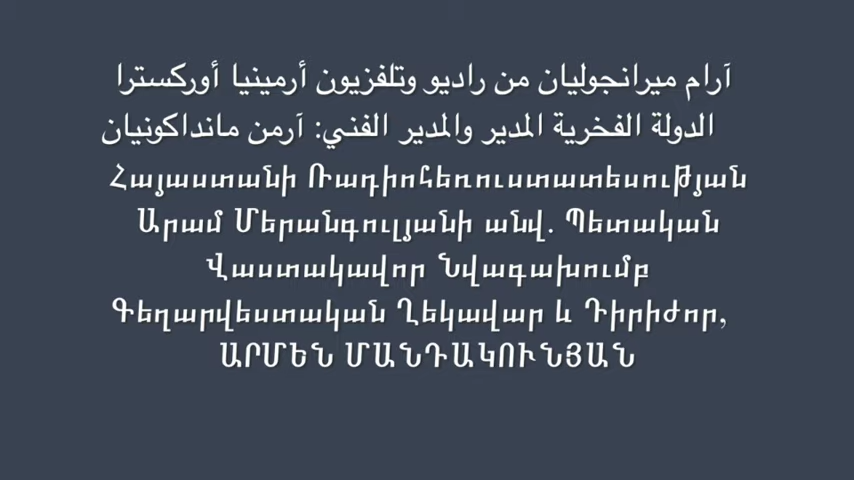 آرام ميرانجوليان من راديو وتلفزيون أرمينيا أوركسترا
الدولة الفخرية المدير والمدير الفني: آرمن مانداكونيان
Հայաստանի Ռադիոհեռուստատեսության
Արամ Մերանգուլյանի անվ. Պետական
Վաստակավոր Նվագախումբ
Գեղարվեստական Ղեկավար և Դիրիժոր,
ԱՐՄԵՆ ՄԱՆԴԱԿՈՒՆՅԱՆ